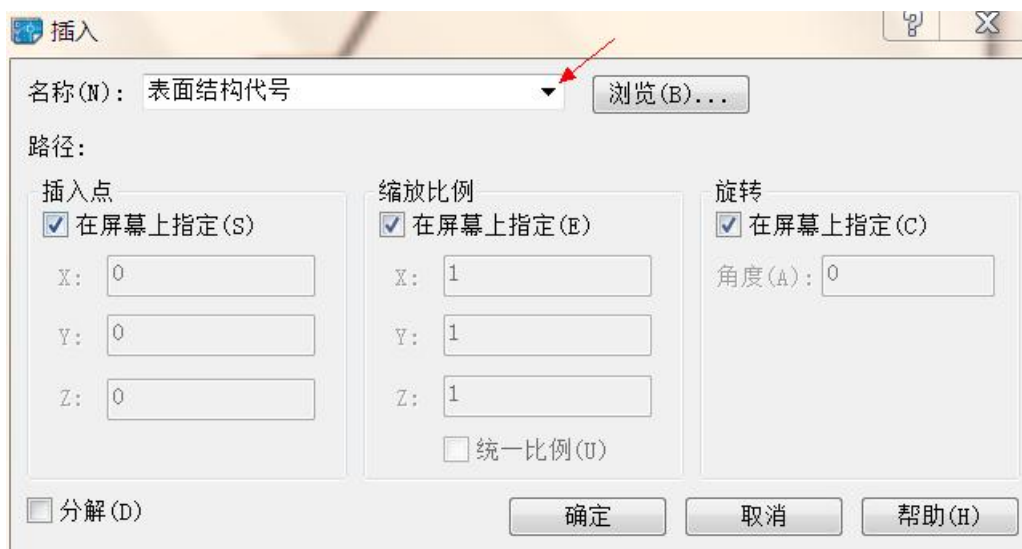 插入
名称(N): 表面结构代号 浏览(B)...
路径:
插入点 缩放比例 旋转
在屏幕上指定(S) 在屏幕上指定(E) 在屏幕上指定(C)
X: 0 X: 1 角度(A): 0
Y: 0 Y: 1
Z: 0 Z: 1
统一比例(U)
分解(D) 确定 取消 帮助(H)